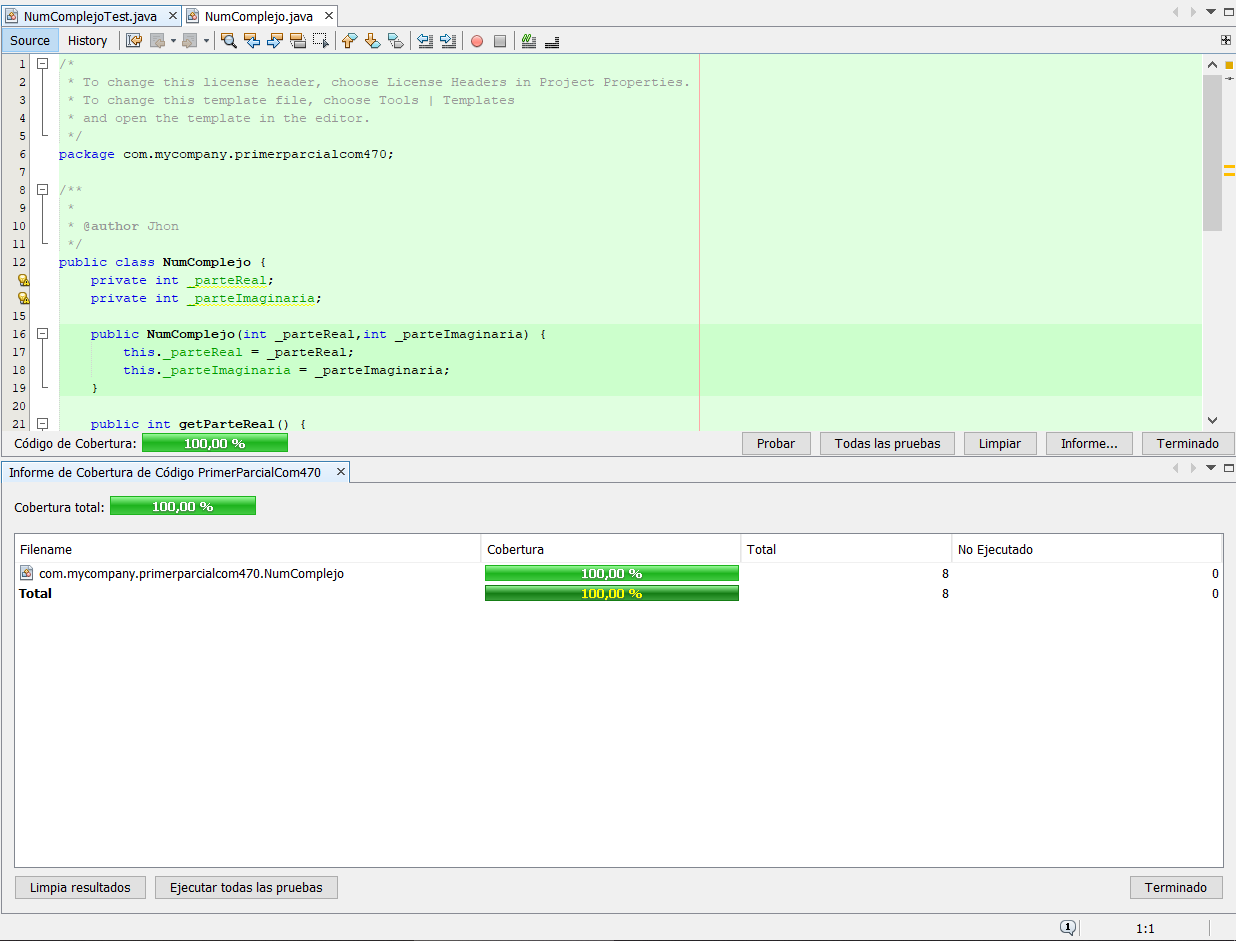 NumComplejoTest.java
NumComplejo.java
Source
History
1 /*
2 * To change this license header, choose License Headers in Project Properties.
3 * To change this template file, choose Tools | Templates
4 * and open the template in the editor.
5 */
6 package com.mycompany.primerparcialcom470;
7
8 /**
9 *
10 * @author Jhon
11 */
12 public class NumComplejo {
private int _parteReal;
private int _parteImaginaria;
15
16 public NumComplejo(int _parteReal,int _parteImaginaria) {
17 this._parteReal = _parteReal;
18 this._parteImaginaria = _parteImaginaria;
19 }
20
21 public int getParteReal() {
Código de Cobertura: 100,00 %
Probar
Todas las pruebas
Limpiar
Informe...
Terminado
Informe de Cobertura de Código PrimerParcialCom470
Cobertura total: 100,00 %
Filename Cobertura Total No Ejecutado
com.mycompany.primerparcialcom470.NumComplejo 100,00 % 8 0
Total 100,00 % 8 0
Limpia resultados
Ejecutar todas las pruebas
Terminado
1
1:1